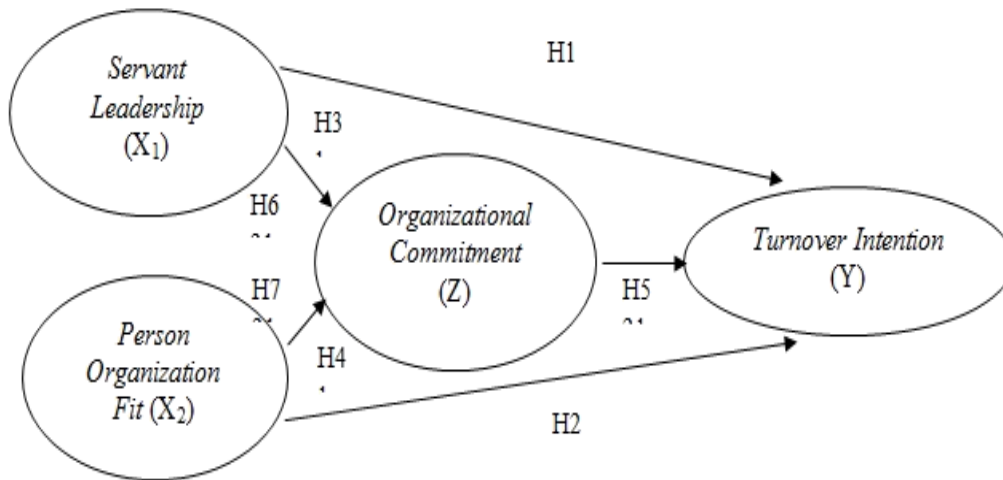 Servant
Leadership
(X₁)
H1
H3
H6
Organizational
Commitment
(Z)
Turnover Intention
(Y)
H7
H5
Person
Organization
Fit (X₂)
H4
H2